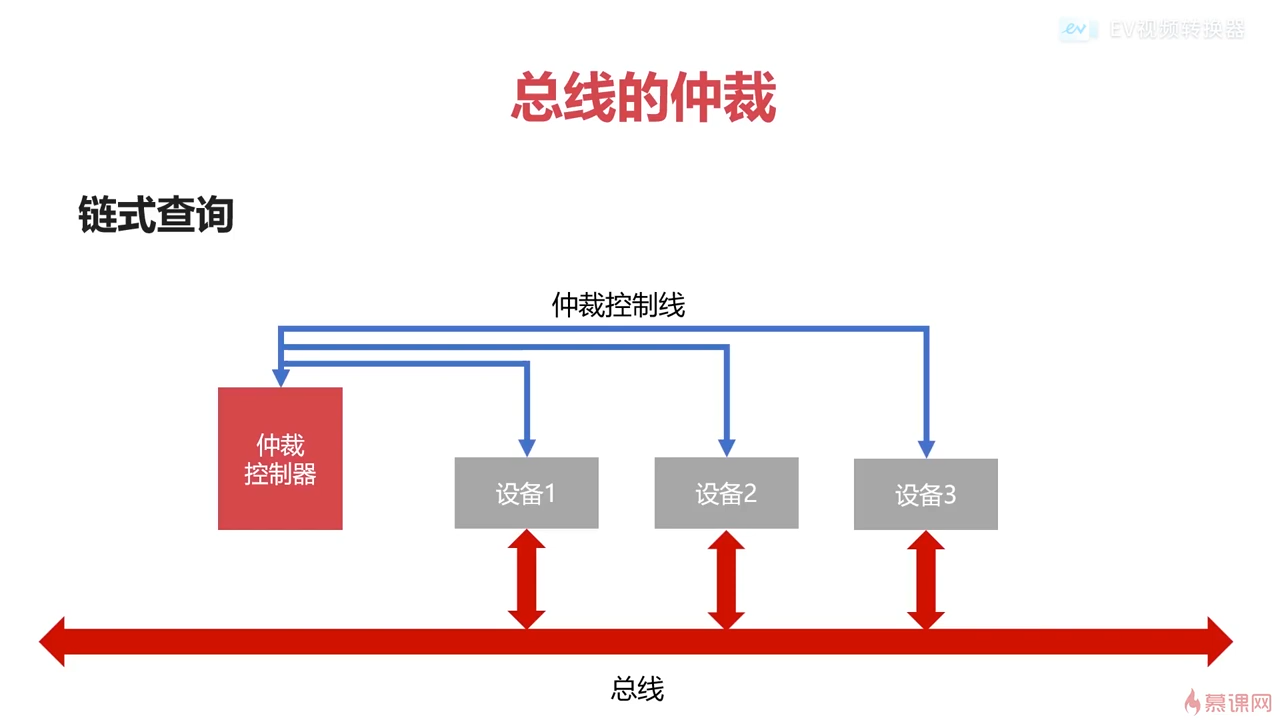 EV视频转换器
总线的仲裁
链式查询
仲裁控制线
仲裁
控制器
设备1
设备2
设备3
总线
慕课网